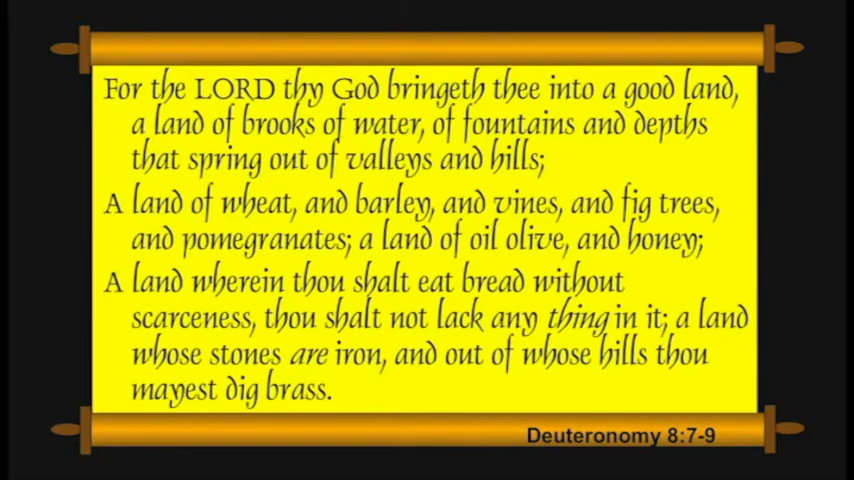 For the LORD thy God bringeth thee into a good land,
a land of brooks of water, of fountains and depths
that spring out of valleys and hills;
A land of wheat, and barley, and vines, and fig trees,
and pomegranates; a land of oil olive, and honey;
A land wherein thou shalt eat bread without
scarceness, thou shalt not lack any thing in it; a land
whose stones are iron, and out of whose hills thou
mayest dig brass.
Deuteronomy 8:7-9